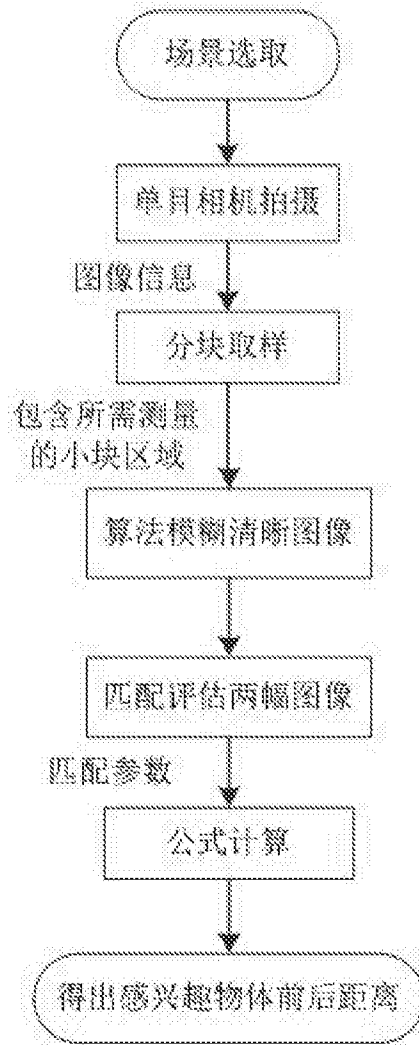 场景选取
单目相机拍摄
图像信息
分块取样
包含所需测量
的小块区域
算法模糊清晰图像
匹配评估两幅图像
匹配参数
公式计算
得出感兴趣物体前后距离